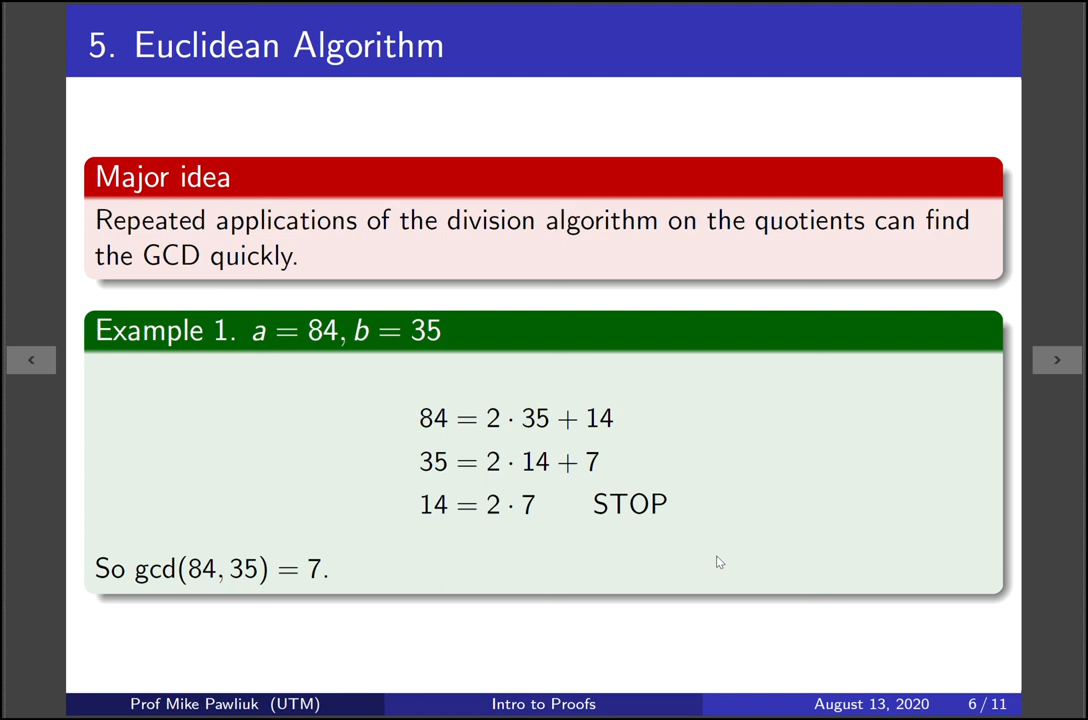 5. Euclidean Algorithm
Major idea
Repeated applications of the division algorithm on the quotients can find
the GCD quickly.
Example 1. a = 84, b = 35
84 = 2 · 35 + 14
35 = 2 · 14 + 7
14 = 2 · 7 STOP
So gcd(84, 35) = 7.
Prof Mike Pawliuk (UTM) Intro to Proofs August 13, 2020 6 / 11